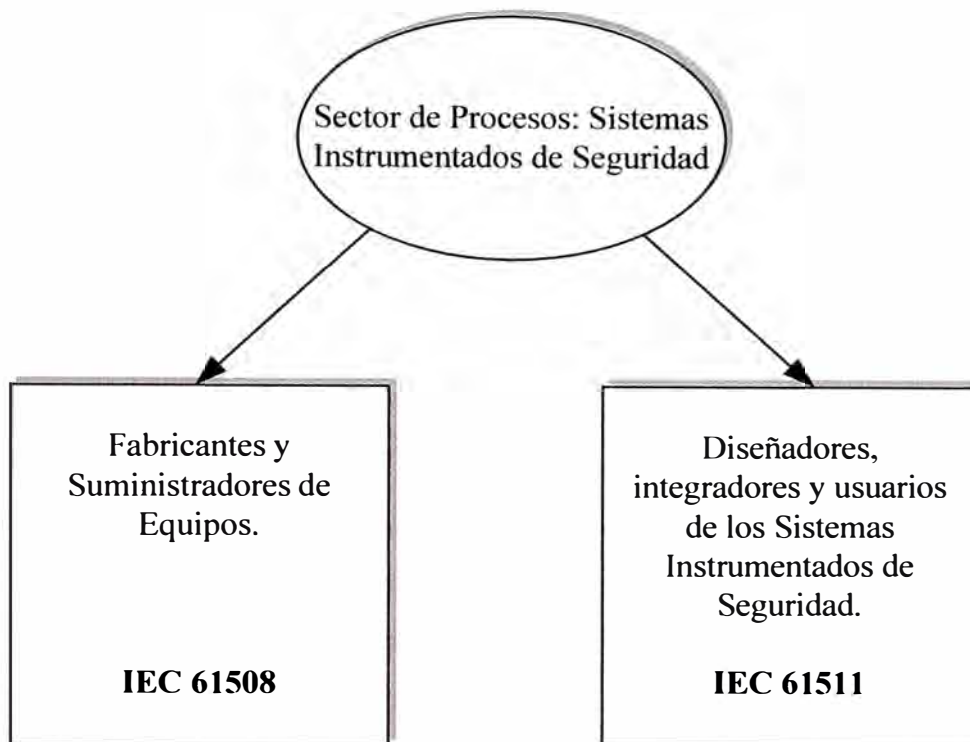 Sector de Procesos: Sistemas
Instrumentados de Seguridad
Fabricantes y
Suministradores de
Equipos.
IEC 61508
Diseñadores,
integradores y usuarios
de los Sistemas
Instrumentados de
Seguridad.
IEC 61511